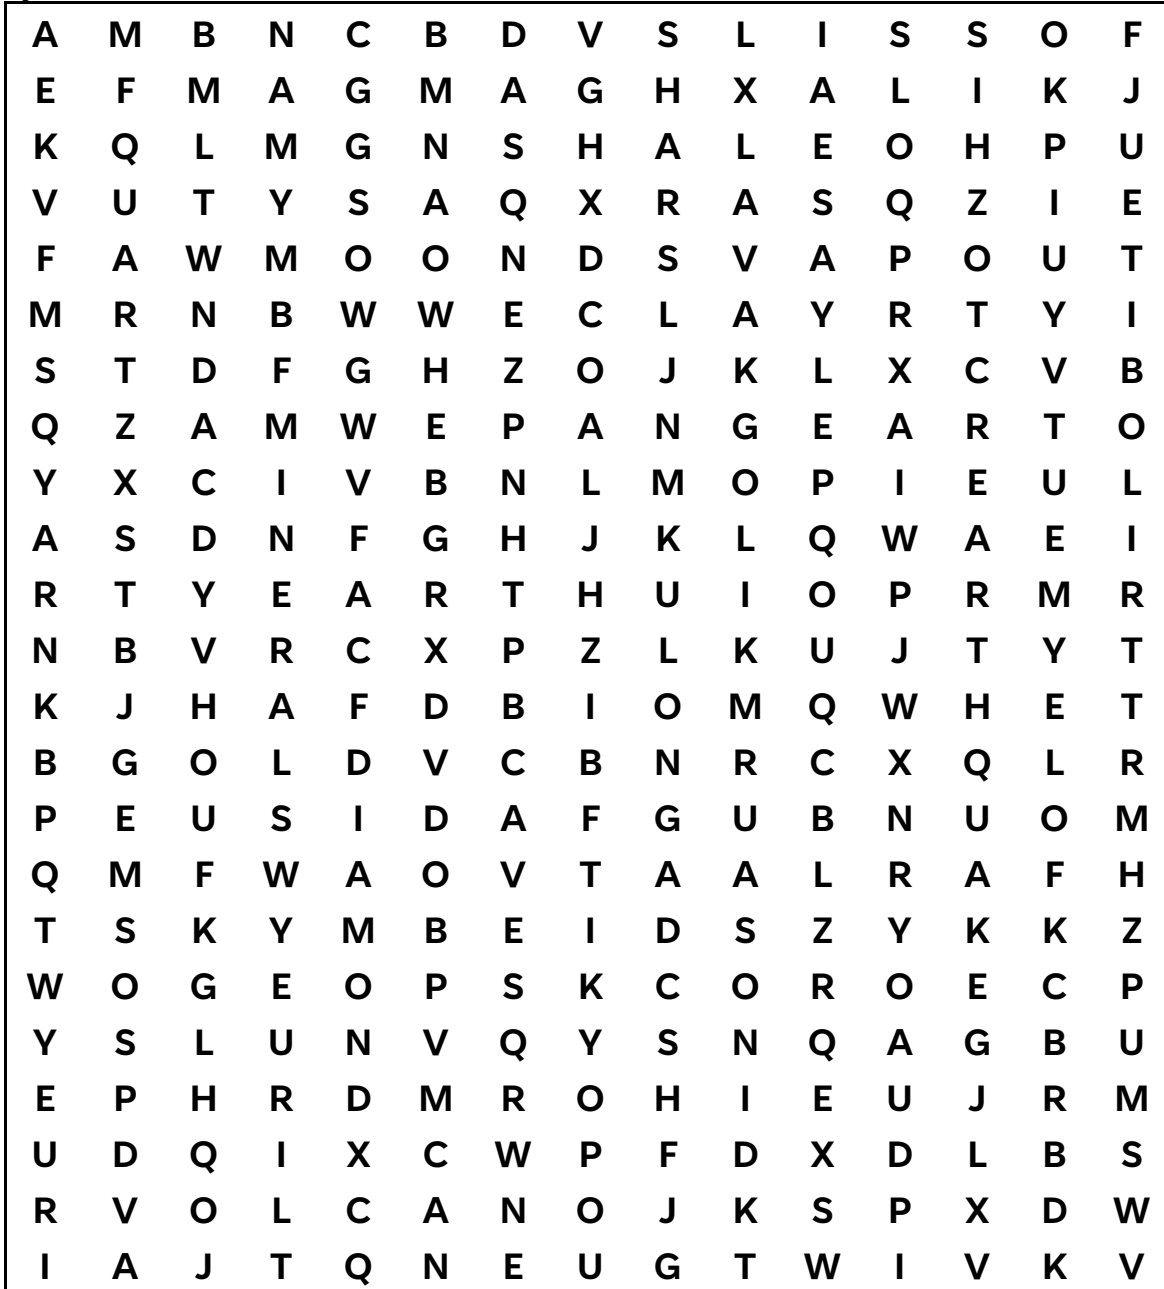 A M B N C B D V S L I S S O F
E F M A G M A G H X A L I K J
K Q L M G N S H A L E O H P U
V U T Y S A Q X R A S Q Z I E
F A W M O O N D S V A P O U T
M R N B W W E C L A Y R T Y I
S T D F G H Z O J K L X C V B
Q Z A M W E P A N G E A R T O
Y X C I V B N L M O P I E U L
A S D N F G H J K L Q W A E I
R T Y E A R T H U I O P R M R
N B V R C X P Z L K U J T Y T
K J H A F D B I O M Q W H E T
B G O L D V C B N R C X Q L R
P E U S I D A F G U B N U O M
Q M F W A O V T A A L R A F H
T S K Y M B E I D S Z Y K K Z
W O G E O P S K C O R O E C P
Y S L U N V Q Y S N Q A G B U
E P H R D M R O H I E U J R M
U D Q I X C W P F D X D L B S
R V O L C A N O J K S P X D W
I A J T Q N E U G T W I V K V